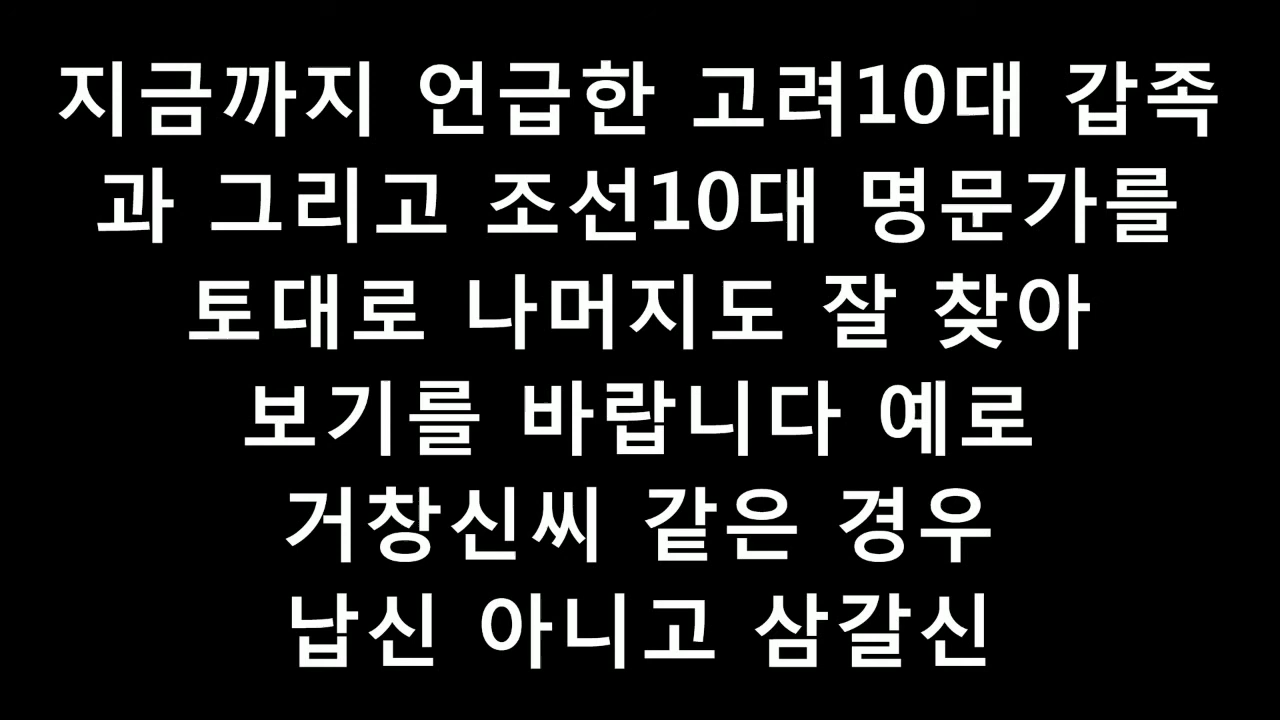 지금까지 언급한 고려10대 갑족
과 그리고 조선10대 명문가를
토대로 나머지도 잘 찾아
보기를 바랍니다 예로
거창신씨 같은 경우
납신 아니고 삼갈신